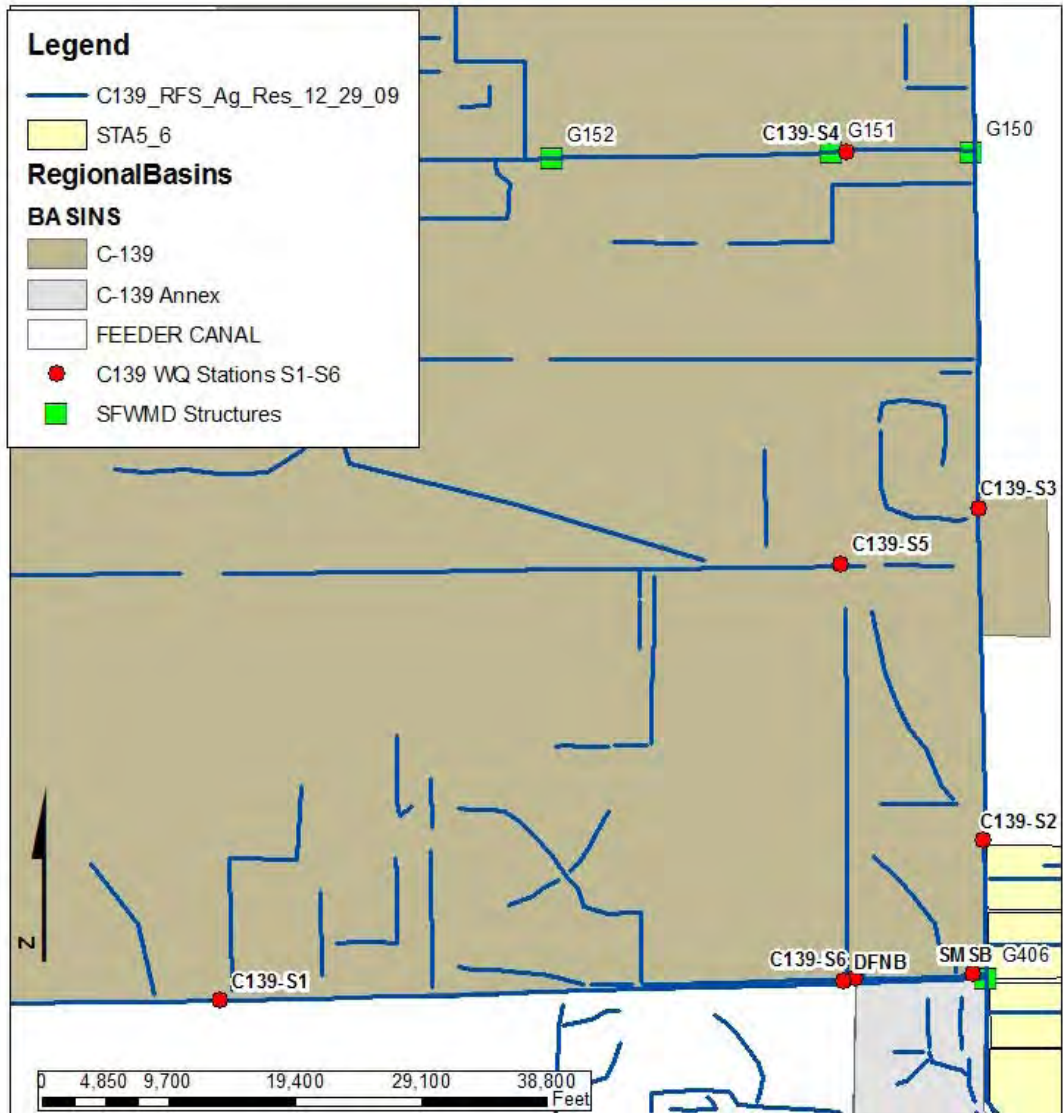 Legend
C139_RFS_Ag_Res_12_29_09
STA5_6
RegionalBasins
BASINS
C-139
C-139 Annex
FEEDER CANAL
C139 WQ Stations S1-S6
SFWMD Structures
G152
C139-S4
G151
G150
C139-S3
C139-S5
C139-S2
C139-S1
C139-S6
DFNB
SMSB
G406
N
0 4,850 9,700 19,400 29,100 38,800
Feet